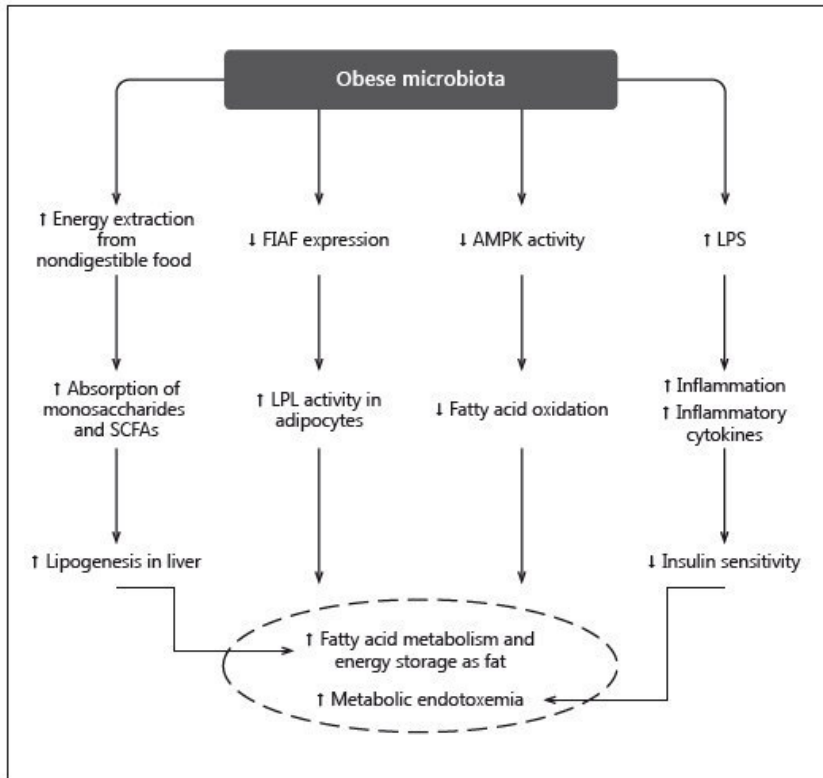 Obese microbiota
↑ Energy extraction
from
nondigestible food
↓ FIAF expression
↓ AMPK activity
↑ LPS
↑ Absorption of
monosaccharides
and SCFAs
↑ LPL activity in
adipocytes
↓ Fatty acid oxidation
↑ Inflammation
↑ Inflammatory
cytokines
↑ Lipogenesis in liver
↓ Insulin sensitivity
↑ Fatty acid metabolism and
energy storage as fat
↑ Metabolic endotoxemia